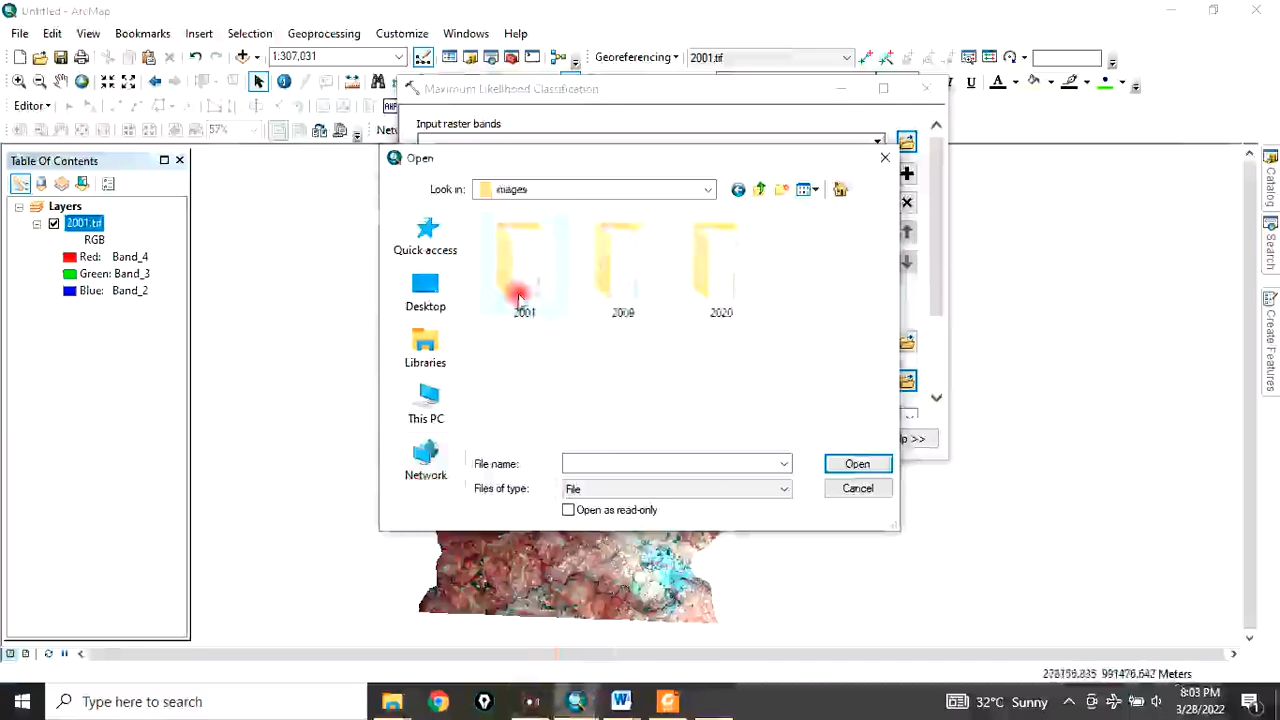 Untitled - ArcMap
File Edit View Bookmarks Insert Selection Geoprocessing Customize Windows Help
1:307,031
Georeferencing
2001.tif
Editor
57%
Maximum Likelihood Classification
Input raster bands
Table Of Contents
Layers
2001.tif
RGB
Red: Band_4
Green: Band_3
Blue: Band_2
Open
Look in:
images
Quick access
Desktop
Libraries
This PC
Network
2001
2009
2020
File name:
Open
Files of type:
File
Cancel
Open as read-only
>>
Catalog
Search
Create Features
Meters
Type here to search
32°C Sunny
8:03 PM
3/28/2022